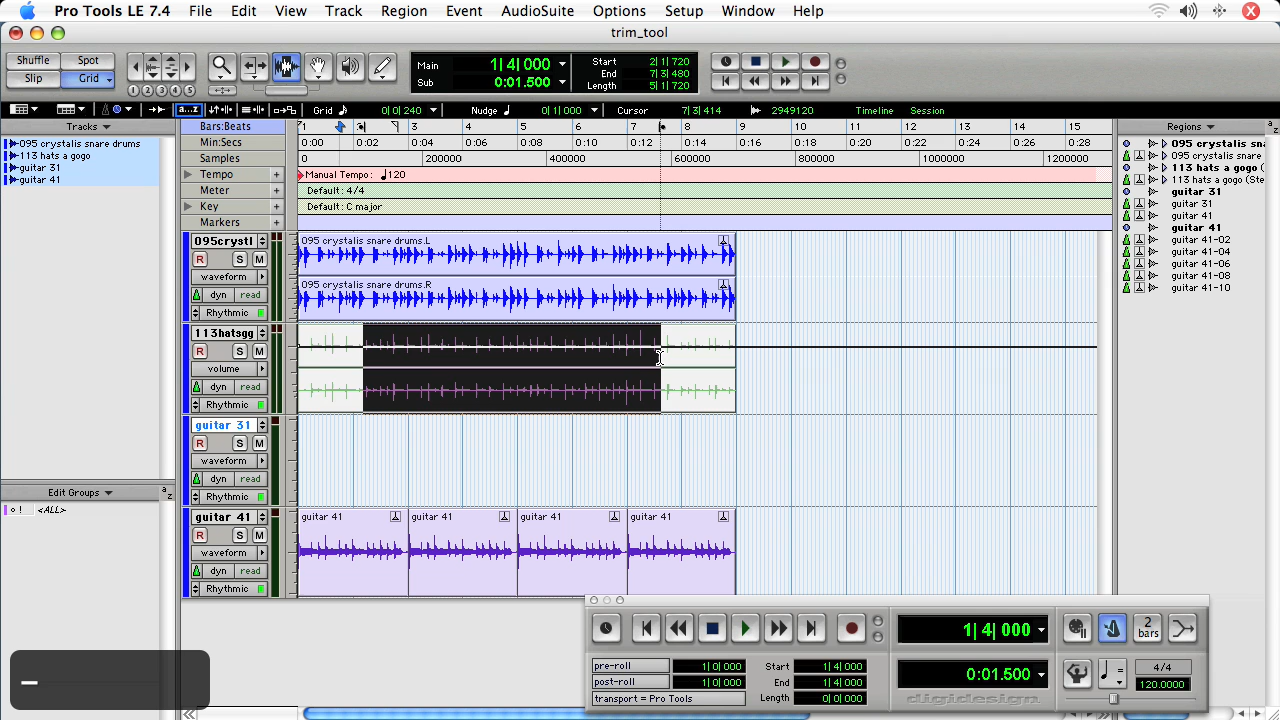 Pro Tools LE 7.4 File Edit View Track Region Event AudioSuite Options Setup Window Help
trim_tool
Shuffle Spot
Slip Grid
1 2 3 4 5
Main 1| 4| 000
Sub 0:01.500
Start 2| 1| 720
End 7| 3| 480
Length 5| 1| 720
a...z Grid 0| 0| 240 Nudge 0| 1| 000 Cursor 7| 3| 414 2949120 Timeline Session
Tracks
095 crystalis snare drums
113 hats a gogo
guitar 31
guitar 41
Edit Groups
! <ALL>
Bars:Beats 1 3 4 5 6 7 8 9 10 11 12 13 14 15
Min:Secs 0:00 0:02 0:04 0:06 0:08 0:10 0:12 0:14 0:16 0:18 0:20 0:22 0:24 0:26 0:28
Samples 0 200000 400000 600000 800000 1000000 1200000
Tempo + Manual Tempo: 120
Meter + Default: 4/4
Key + Default: C major
Markers +
095crystl
R S M
waveform
dyn read
Rhythmic
095 crystalis snare drums.L
095 crystalis snare drums.R
113hatsgg
R S M
volume
dyn read
Rhythmic
guitar 31
R S M
waveform
dyn read
Rhythmic
guitar 41
R S M
waveform
dyn read
Rhythmic
guitar 41 guitar 41 guitar 41 guitar 41
Regions
095 crystalis sn
095 crystalis snare
113 hats a gogo (
113 hats a gogo (Ste
guitar 31
guitar 31
guitar 41
guitar 41
guitar 41-02
guitar 41-04
guitar 41-06
guitar 41-08
guitar 41-10
1| 4| 000
2 bars
pre-roll 1| 0| 000
post-roll 1| 0| 000
transport = Pro Tools
Start 1| 4| 000
End 1| 4| 000
Length 0| 0| 000
0:01.500
digidesign
4/4
120.0000